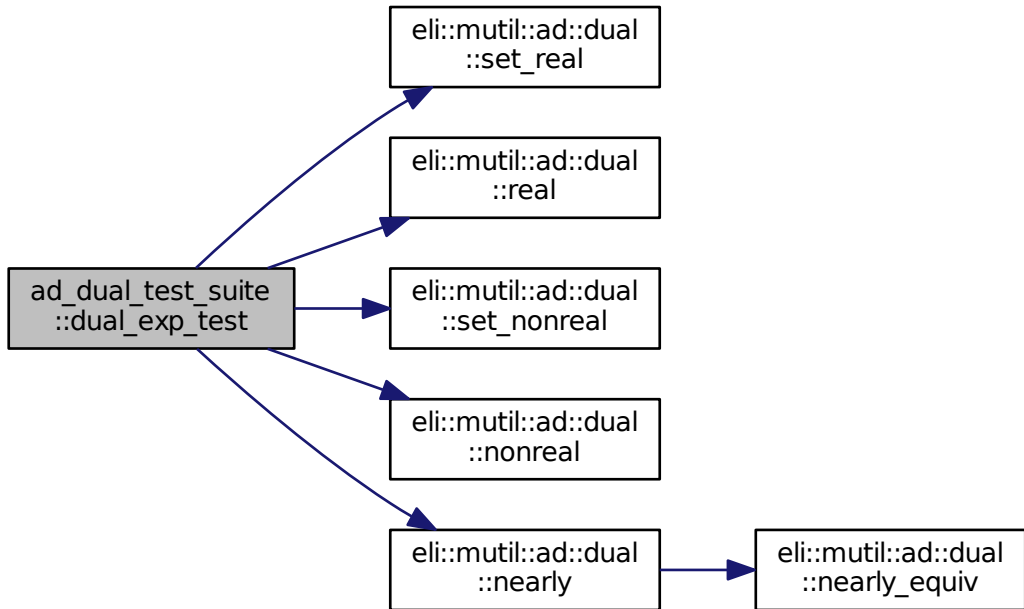 eli::mutil::ad::dual
::set_real
eli::mutil::ad::dual
::real
ad_dual_test_suite
::dual_exp_test
eli::mutil::ad::dual
::set_nonreal
eli::mutil::ad::dual
::nonreal
eli::mutil::ad::dual
::nearly
eli::mutil::ad::dual
::nearly_equiv